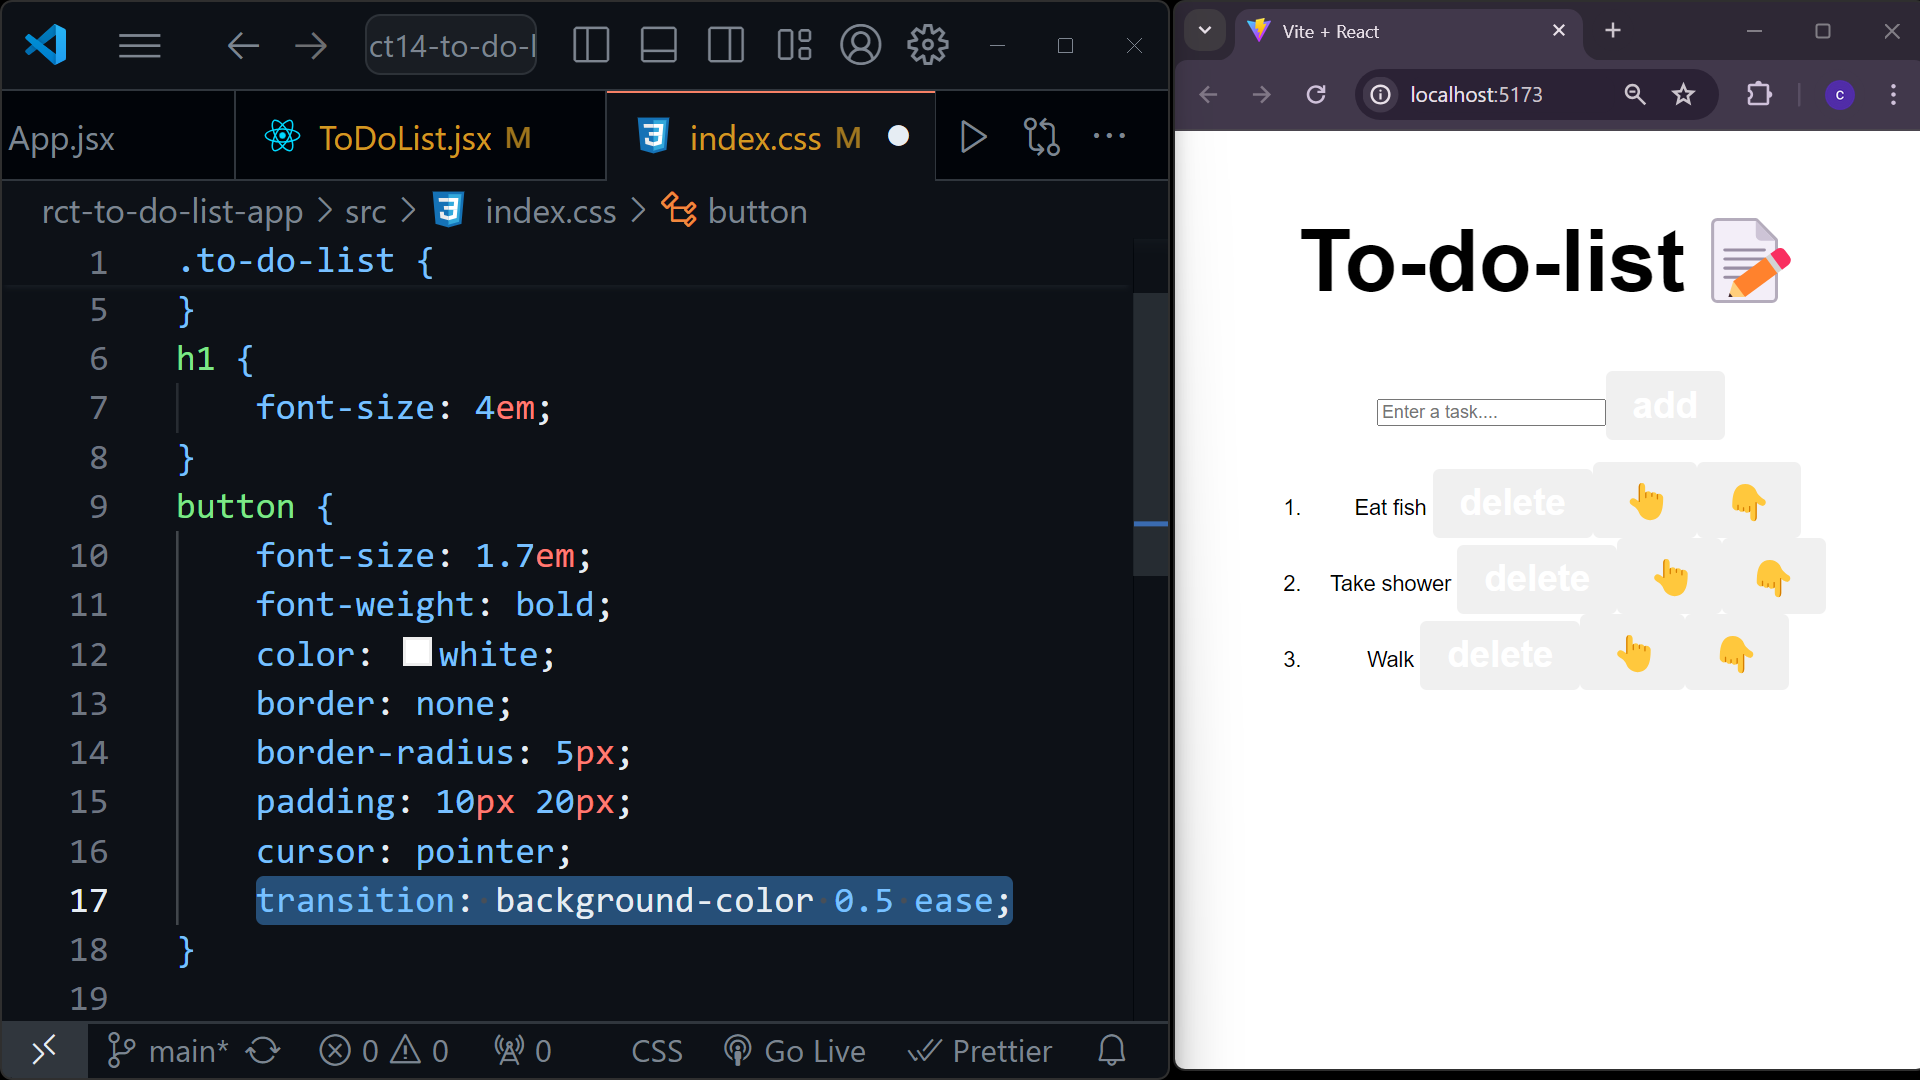 ct14-to-do-l
App.jsx
ToDoList.jsx M
index.css M
rct-to-do-list-app > src > index.css > button
1 .to-do-list {
5 }
6 h1 {
7 font-size: 4em;
8 }
9 button {
10 font-size: 1.7em;
11 font-weight: bold;
12 color: white;
13 border: none;
14 border-radius: 5px;
15 padding: 10px 20px;
16 cursor: pointer;
17 transition: background-color 0.5 ease;
18 }
19
main* 0 0 0 CSS Go Live Prettier
Vite + React
localhost:5173
c
To-do-list 📝
Enter a task.... add
1. Eat fish delete 👆 👇
2. Take shower delete 👆 👇
3. Walk delete 👆 👇